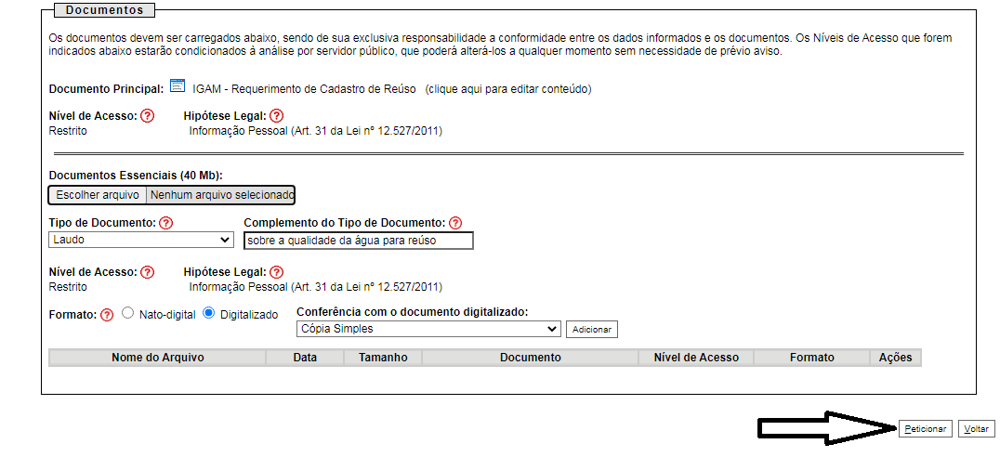 Documentos
Os documentos devem ser carregados abaixo, sendo de sua exclusiva responsabilidade a conformidade entre os dados informados e os documentos. Os Níveis de Acesso que forem
indicados abaixo estarão condicionados à análise por servidor público, que poderá alterá-los a qualquer momento sem necessidade de prévio aviso.
Documento Principal: IGAM - Requerimento de Cadastro de Reúso (clique aqui para editar conteúdo)
Nível de Acesso: ? Hipótese Legal: ?
Restrito Informação Pessoal (Art. 31 da Lei nº 12.527/2011)
Documentos Essenciais (40 Mb):
Escolher arquivo Nenhum arquivo selecionado
Tipo de Documento: ? Complemento do Tipo de Documento: ?
Laudo sobre a qualidade da água para reúso
Nível de Acesso: ? Hipótese Legal: ?
Restrito Informação Pessoal (Art. 31 da Lei nº 12.527/2011)
Formato: ? Nato-digital Digitalizado Conferência com o documento digitalizado:
Cópia Simples Adicionar
Nome do Arquivo Data Tamanho Documento Nível de Acesso Formato Ações
Peticionar Voltar